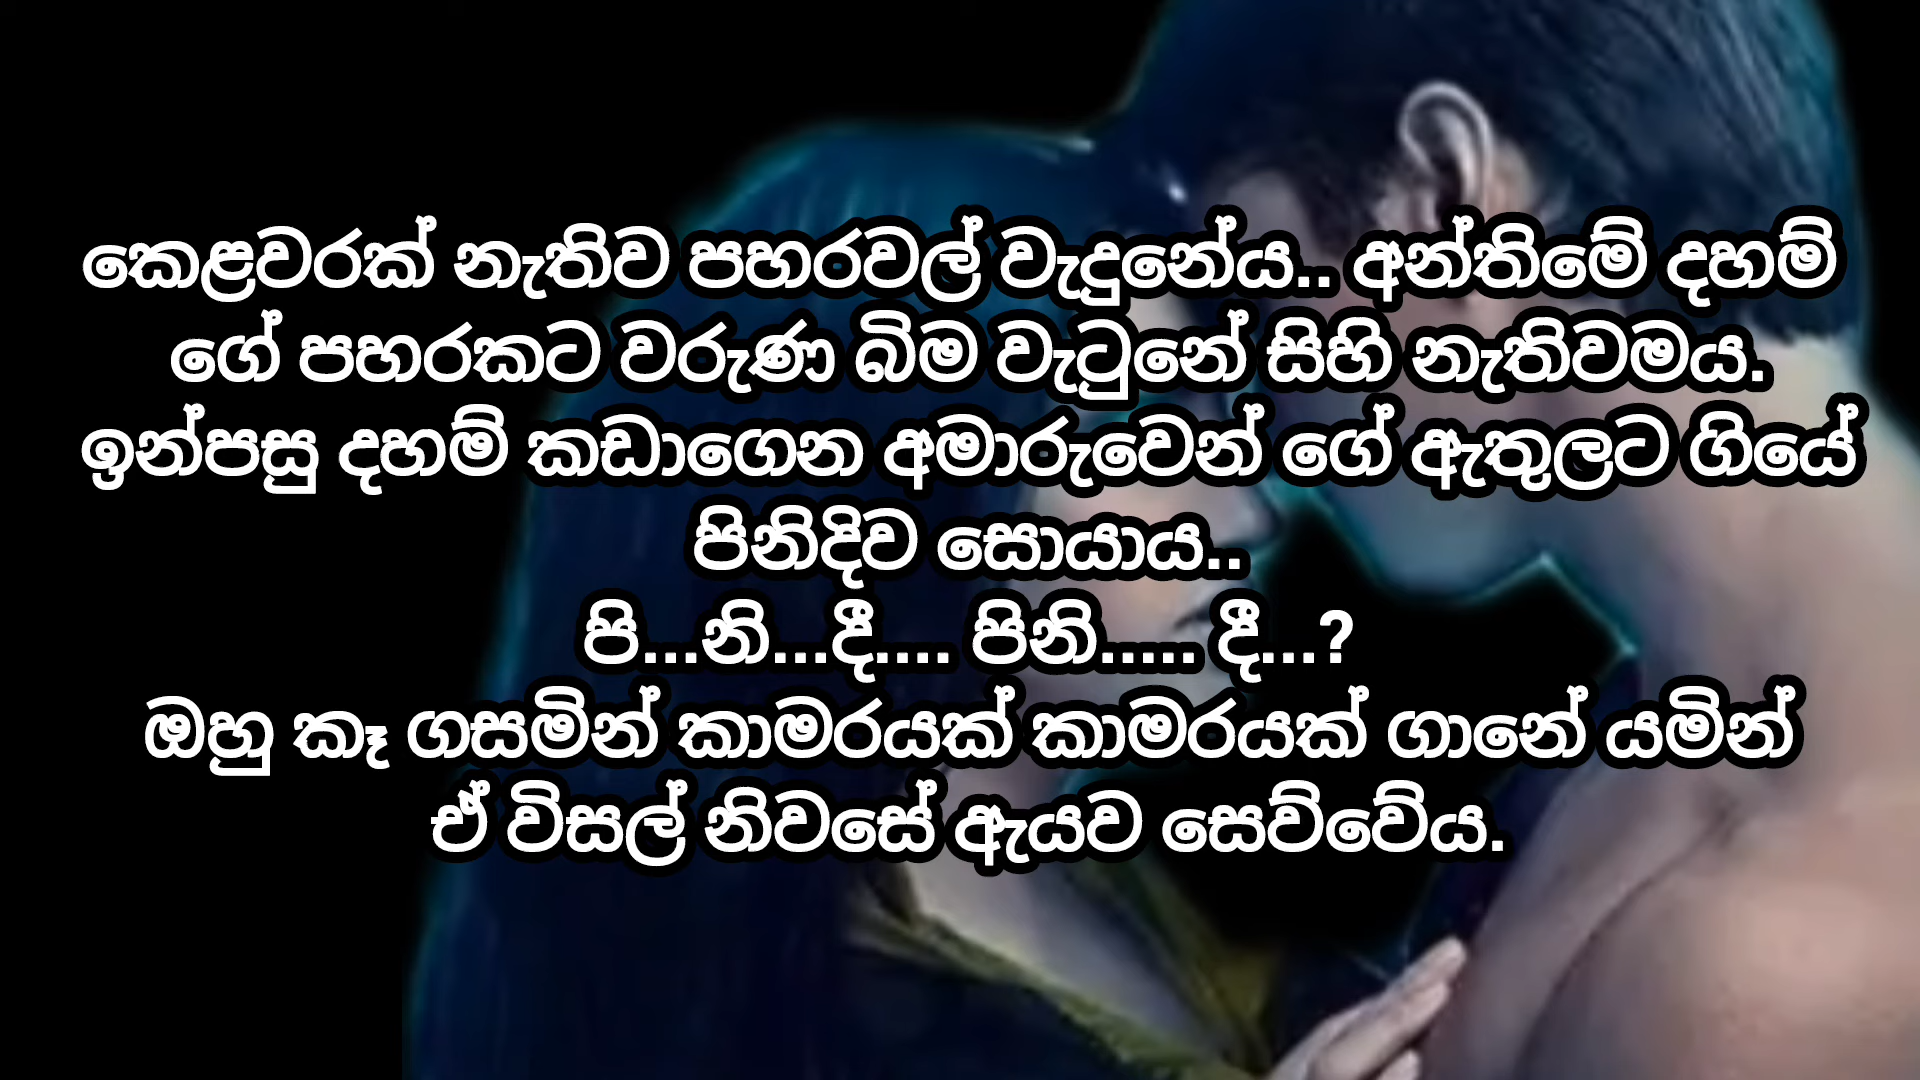 කෙළවරක් නැතිව පහරවල් වැදුනේය.. අන්තිමේ දහම්
ගේ පහරකට වරුණ බිම වැටුනේ සිහි නැතිවමය.
ඉන්පසු දහම් කඩාගෙන අමාරුවෙන් ගේ ඇතුලට ගියේ
පිනිදිව සොයාය..
පි...නි...දී.... පිනි..... දී...?
ඔහු කෑ ගසමින් කාමරයක් කාමරයක් ගානේ යමින්
ඒ විසල් නිවසේ ඇයව සෙව්වේය.